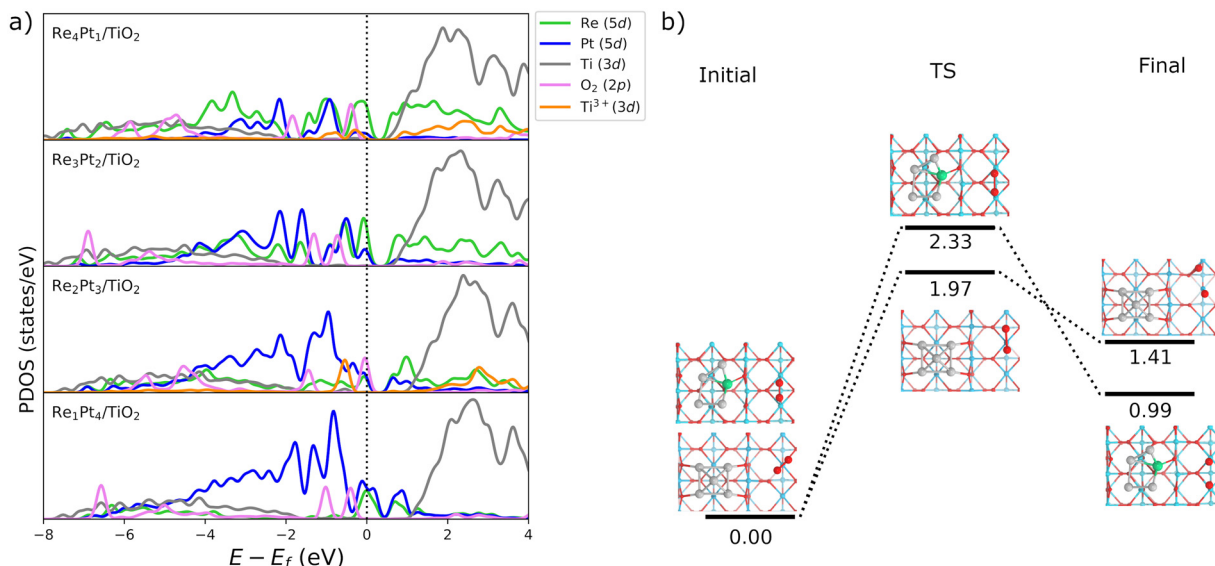 a)
Re₄Pt₁/TiO₂
Re₃Pt₂/TiO₂
Re₂Pt₃/TiO₂
Re₁Pt₄/TiO₂
PDOS (states/eV)
−8 −6 −4 −2 0 2 4
E − E_f (eV)
Re (5d)
Pt (5d)
Ti (3d)
O₂ (2p)
Ti³⁺ (3d)
b)
Initial
TS
Final
2.33
1.97
1.41
0.99
0.00